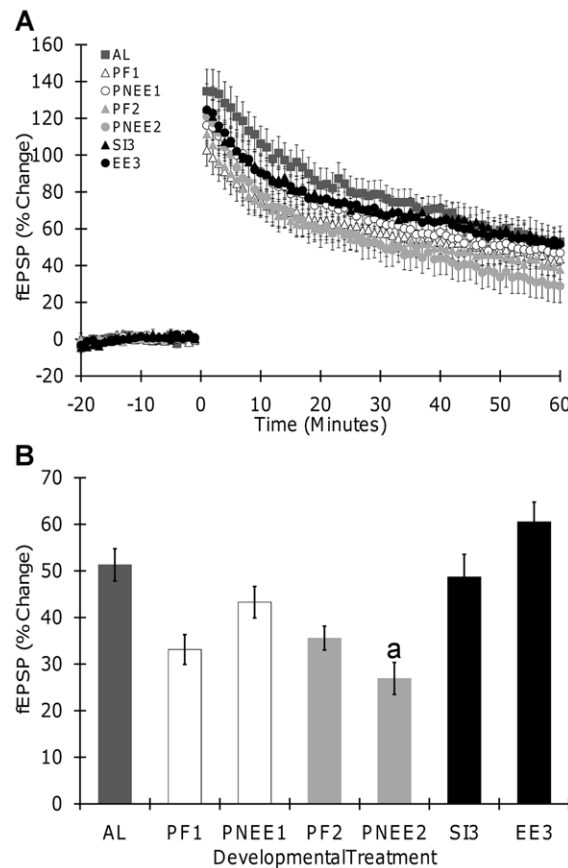 A
fEPSP (% Change)
160
140
120
100
80
60
40
20
0
-20
AL
PF1
PNEE1
PF2
PNEE2
SI3
EE3
-20 -10 0 10 20 30 40 50 60
Time (Minutes)
B
fEPSP (% Change)
70
60
50
40
30
20
10
0
a
AL PF1 PNEE1 PF2 PNEE2 SI3 EE3
DevelopmentalTreatment